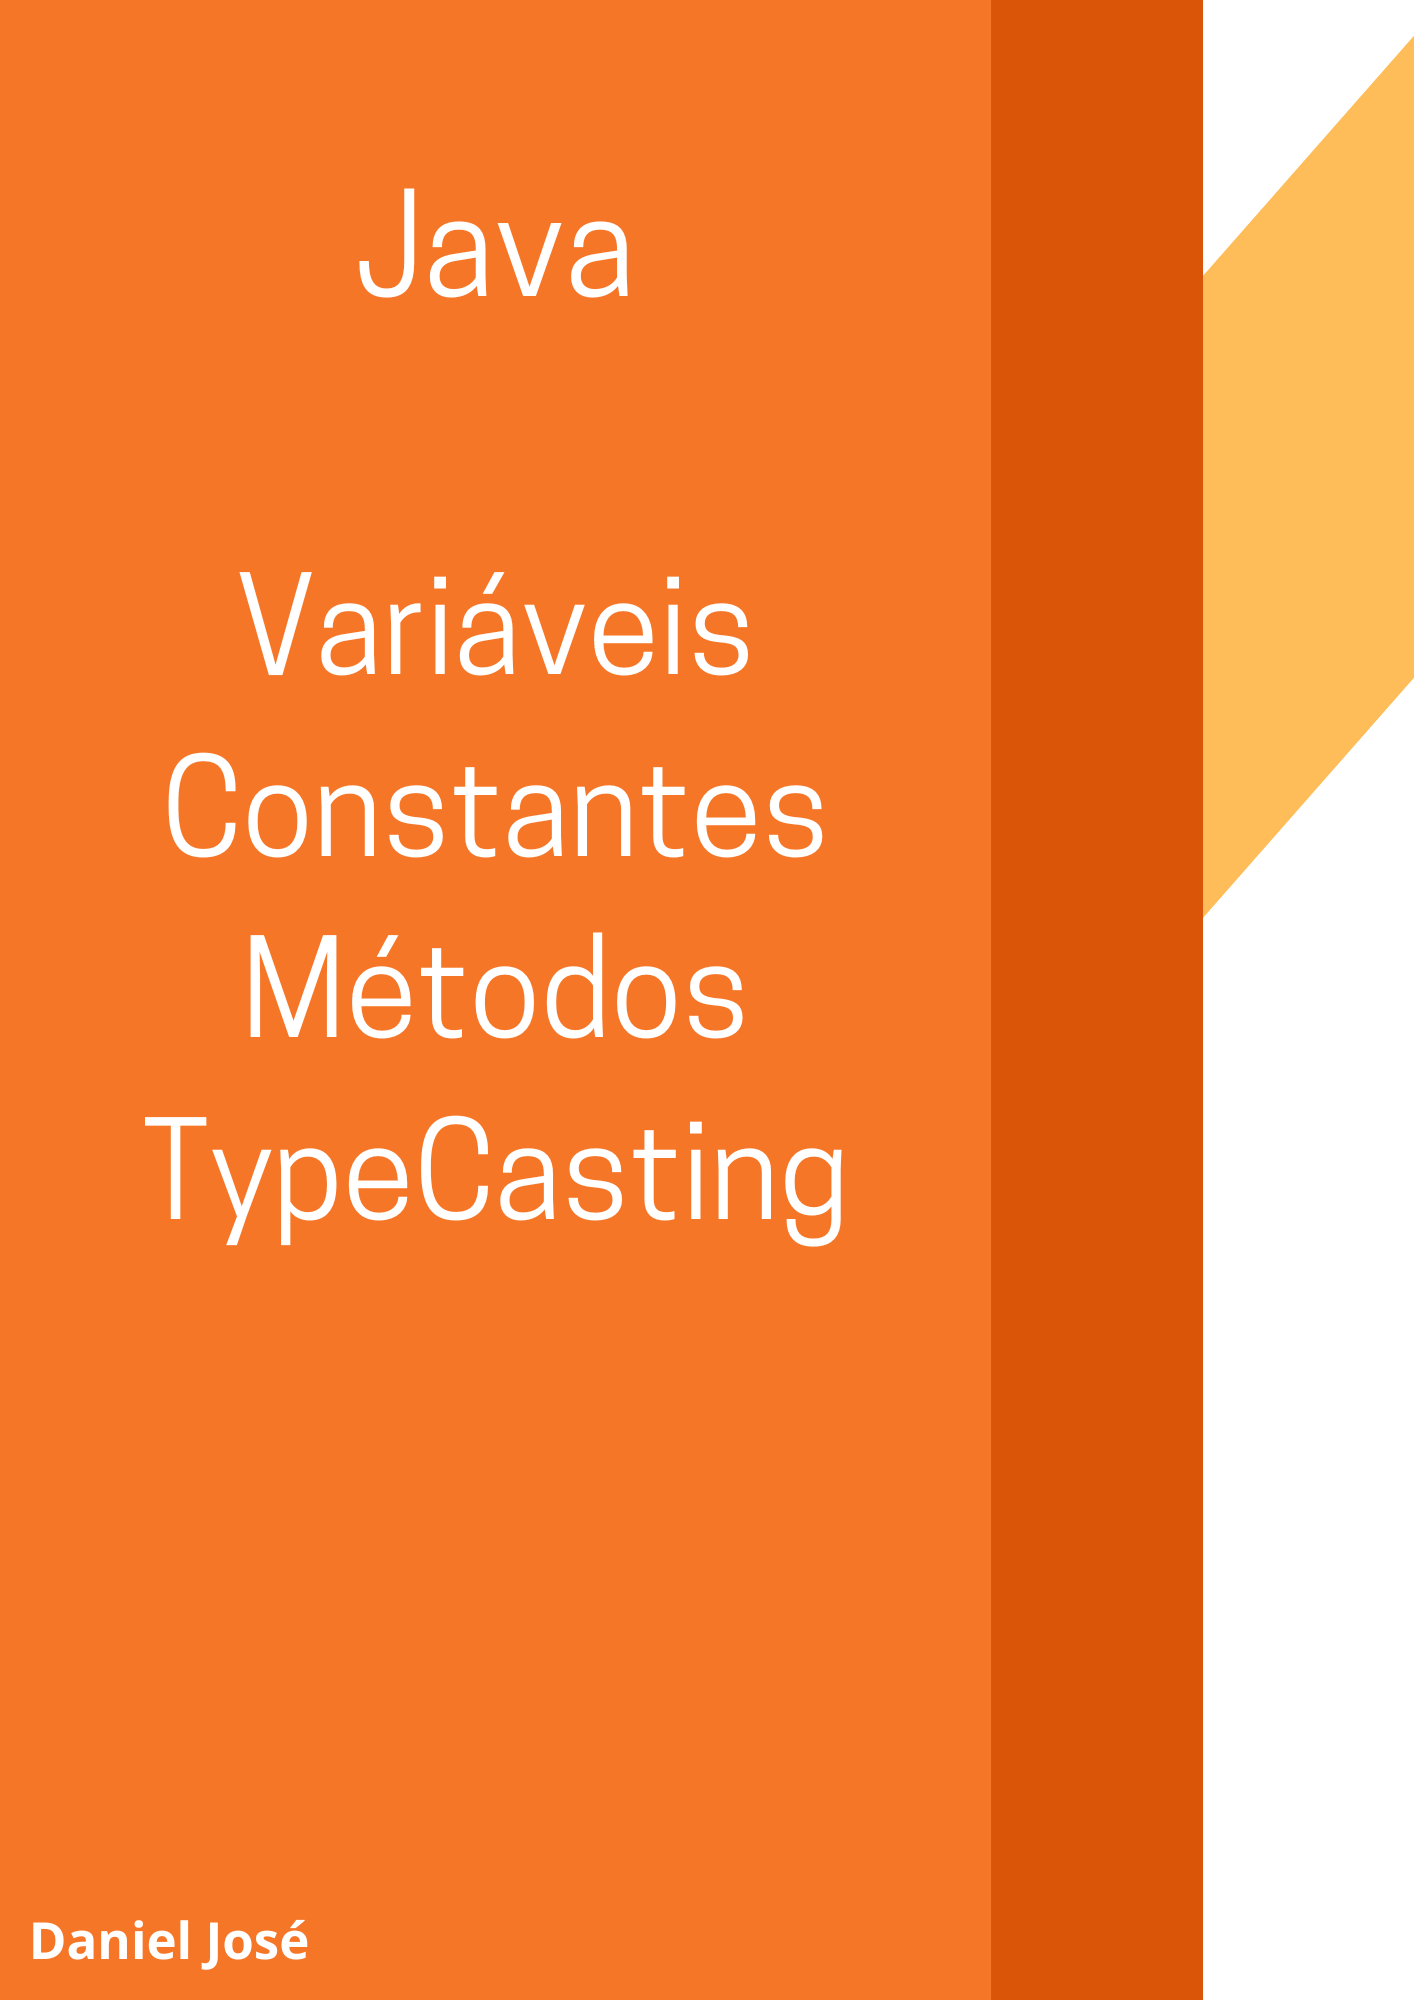 Java
Variáveis
Constantes
Métodos
TypeCasting
Daniel José